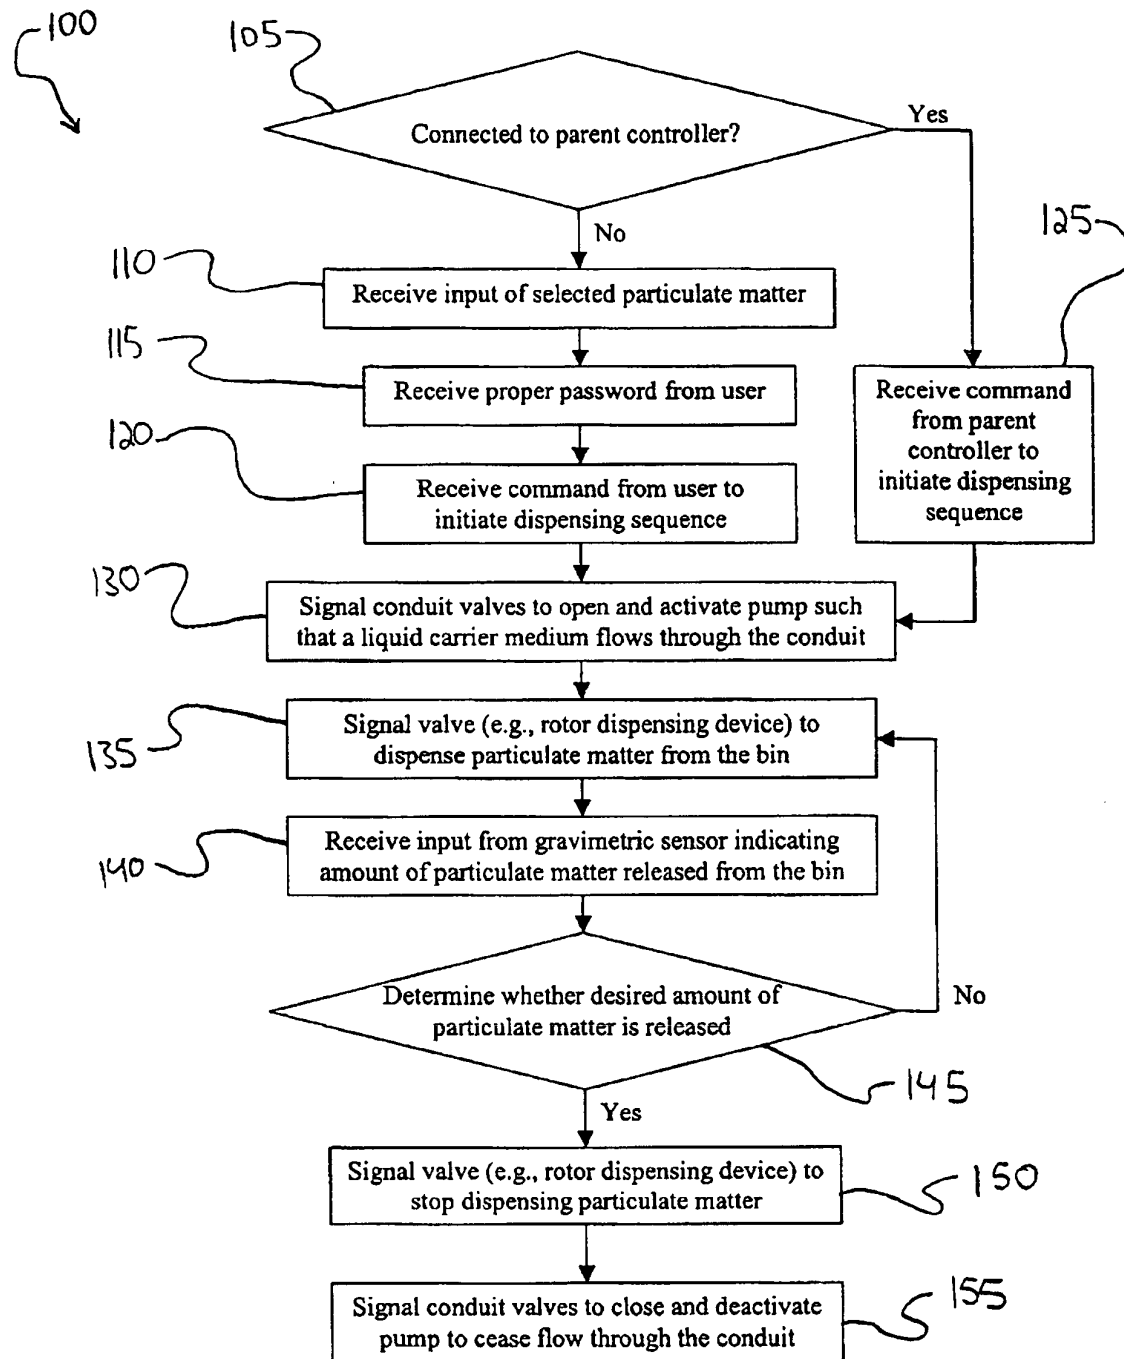 100
105
Connected to parent controller?
Yes
No
125
110
Receive input of selected particulate matter
115
Receive proper password from user
Receive command
from parent
controller to
initiate dispensing
sequence
120
Receive command from user to
initiate dispensing sequence
130
Signal conduit valves to open and activate pump such
that a liquid carrier medium flows through the conduit
135
Signal valve (e.g., rotor dispensing device) to
dispense particulate matter from the bin
140
Receive input from gravimetric sensor indicating
amount of particulate matter released from the bin
Determine whether desired amount of
particulate matter is released
No
145
Yes
Signal valve (e.g., rotor dispensing device) to
stop dispensing particulate matter
150
Signal conduit valves to close and deactivate
pump to cease flow through the conduit
155